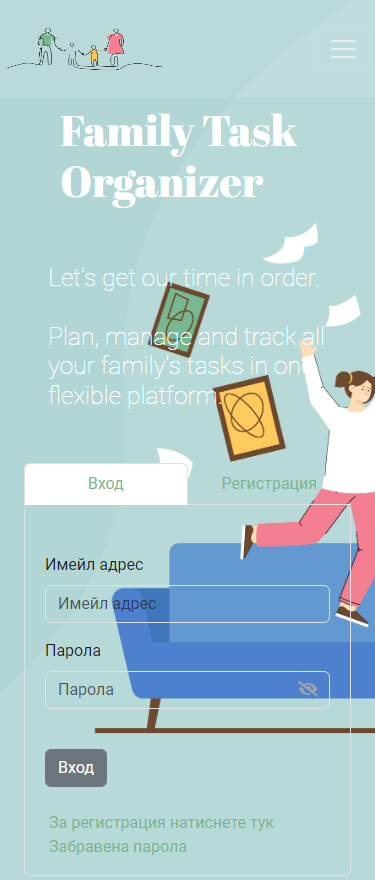 Family Task
Organizer
Let's get our time in order.
Plan, manage and track all
your family's tasks in one
flexible platform.
Вход
Регистрация
Имейл адрес
Имейл адрес
Парола
Парола
Вход
За регистрация натиснете тук
Забравена парола